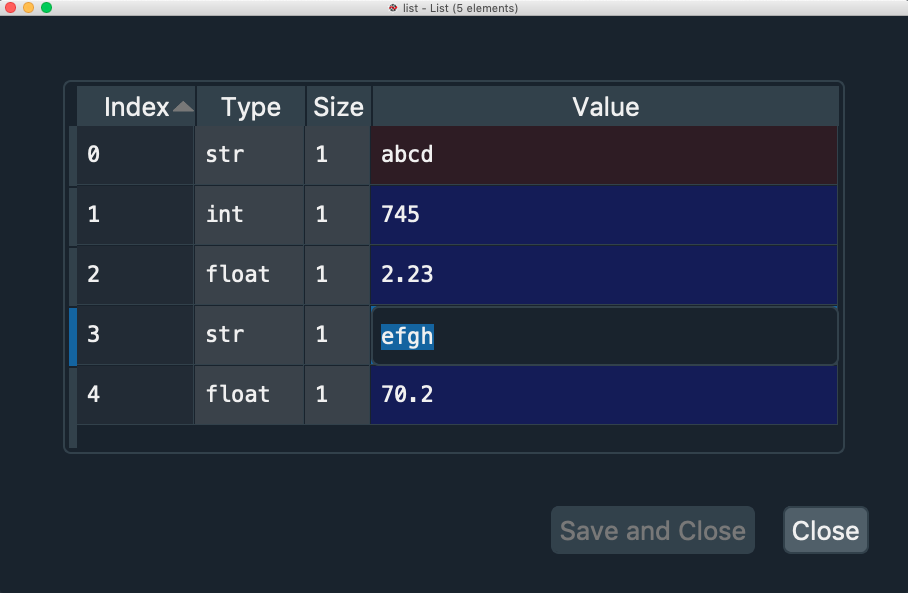 list - List (5 elements)
Index Type Size Value
0 str 1 abcd
1 int 1 745
2 float 1 2.23
3 str 1 efgh
4 float 1 70.2
Save and Close Close